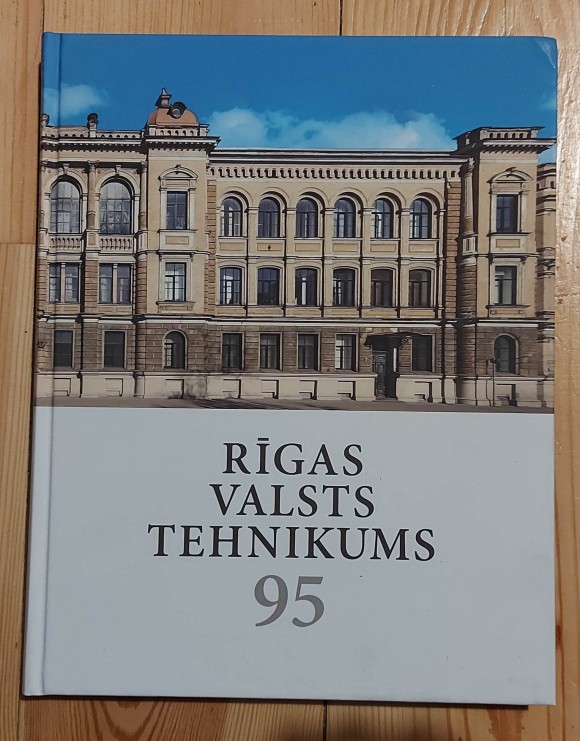 RĪGAS
VALSTS
TEHNIKUMS
95